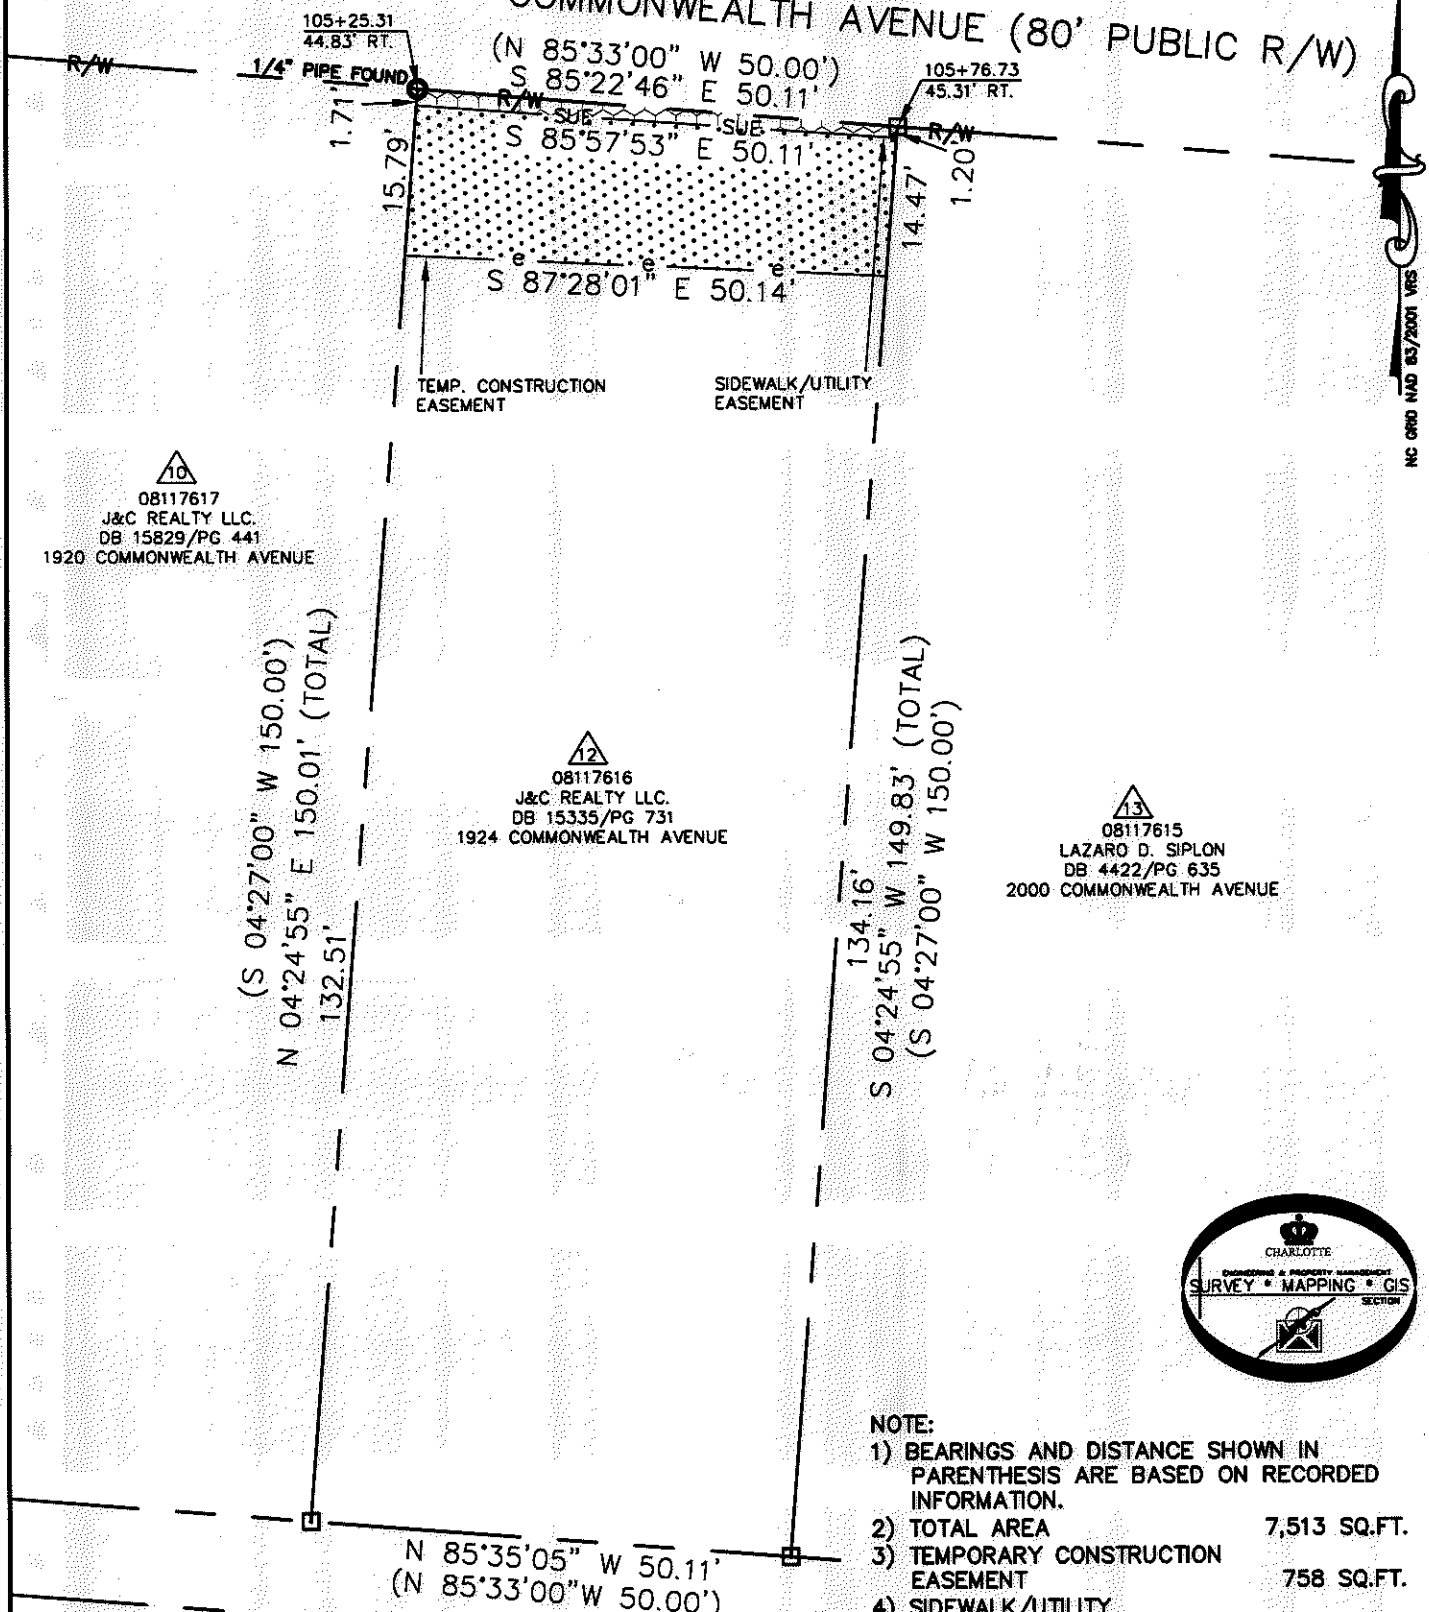 COMMONWEALTH AVENUE (80' PUBLIC R/W)
105+25.31
44.83' RT.
(N 85°33'00" W 50.00')
S 85°22'46" E 50.11'
105+76.73
45.31' RT.
R/W
1/4" PIPE FOUND
R/W
R/W
SUE
SUE
S 85°57'53" E 50.11'
1.71'
15.79'
14.47'
1.20'
e e e
S 87°28'01" E 50.14'
TEMP. CONSTRUCTION
EASEMENT
SIDEWALK/UTILITY
EASEMENT
NC GRID NAD 83/2001 VRS
10
08117617
J&C REALTY LLC.
DB 15829/PG 441
1920 COMMONWEALTH AVENUE
(S 04°27'00" W 150.00')
N 04°24'55" E 150.01' (TOTAL)
132.51'
12
08117616
J&C REALTY LLC.
DB 15335/PG 731
1924 COMMONWEALTH AVENUE
134.16'
S 04°24'55" W 149.83' (TOTAL)
(S 04°27'00" W 150.00')
13
08117615
LAZARO D. SIPLON
DB 4422/PG 635
2000 COMMONWEALTH AVENUE
CHARLOTTE
ENGINEERING & PROPERTY MANAGEMENT
SURVEY * MAPPING * GIS
SECTION
NOTE:
1) BEARINGS AND DISTANCE SHOWN IN
PARENTHESIS ARE BASED ON RECORDED
INFORMATION.
2) TOTAL AREA 7,513 SQ.FT.
3) TEMPORARY CONSTRUCTION
EASEMENT 758 SQ.FT.
4) SIDEWALK/UTILITY
N 85°35'05" W 50.11'
(N 85°33'00"W 50.00')